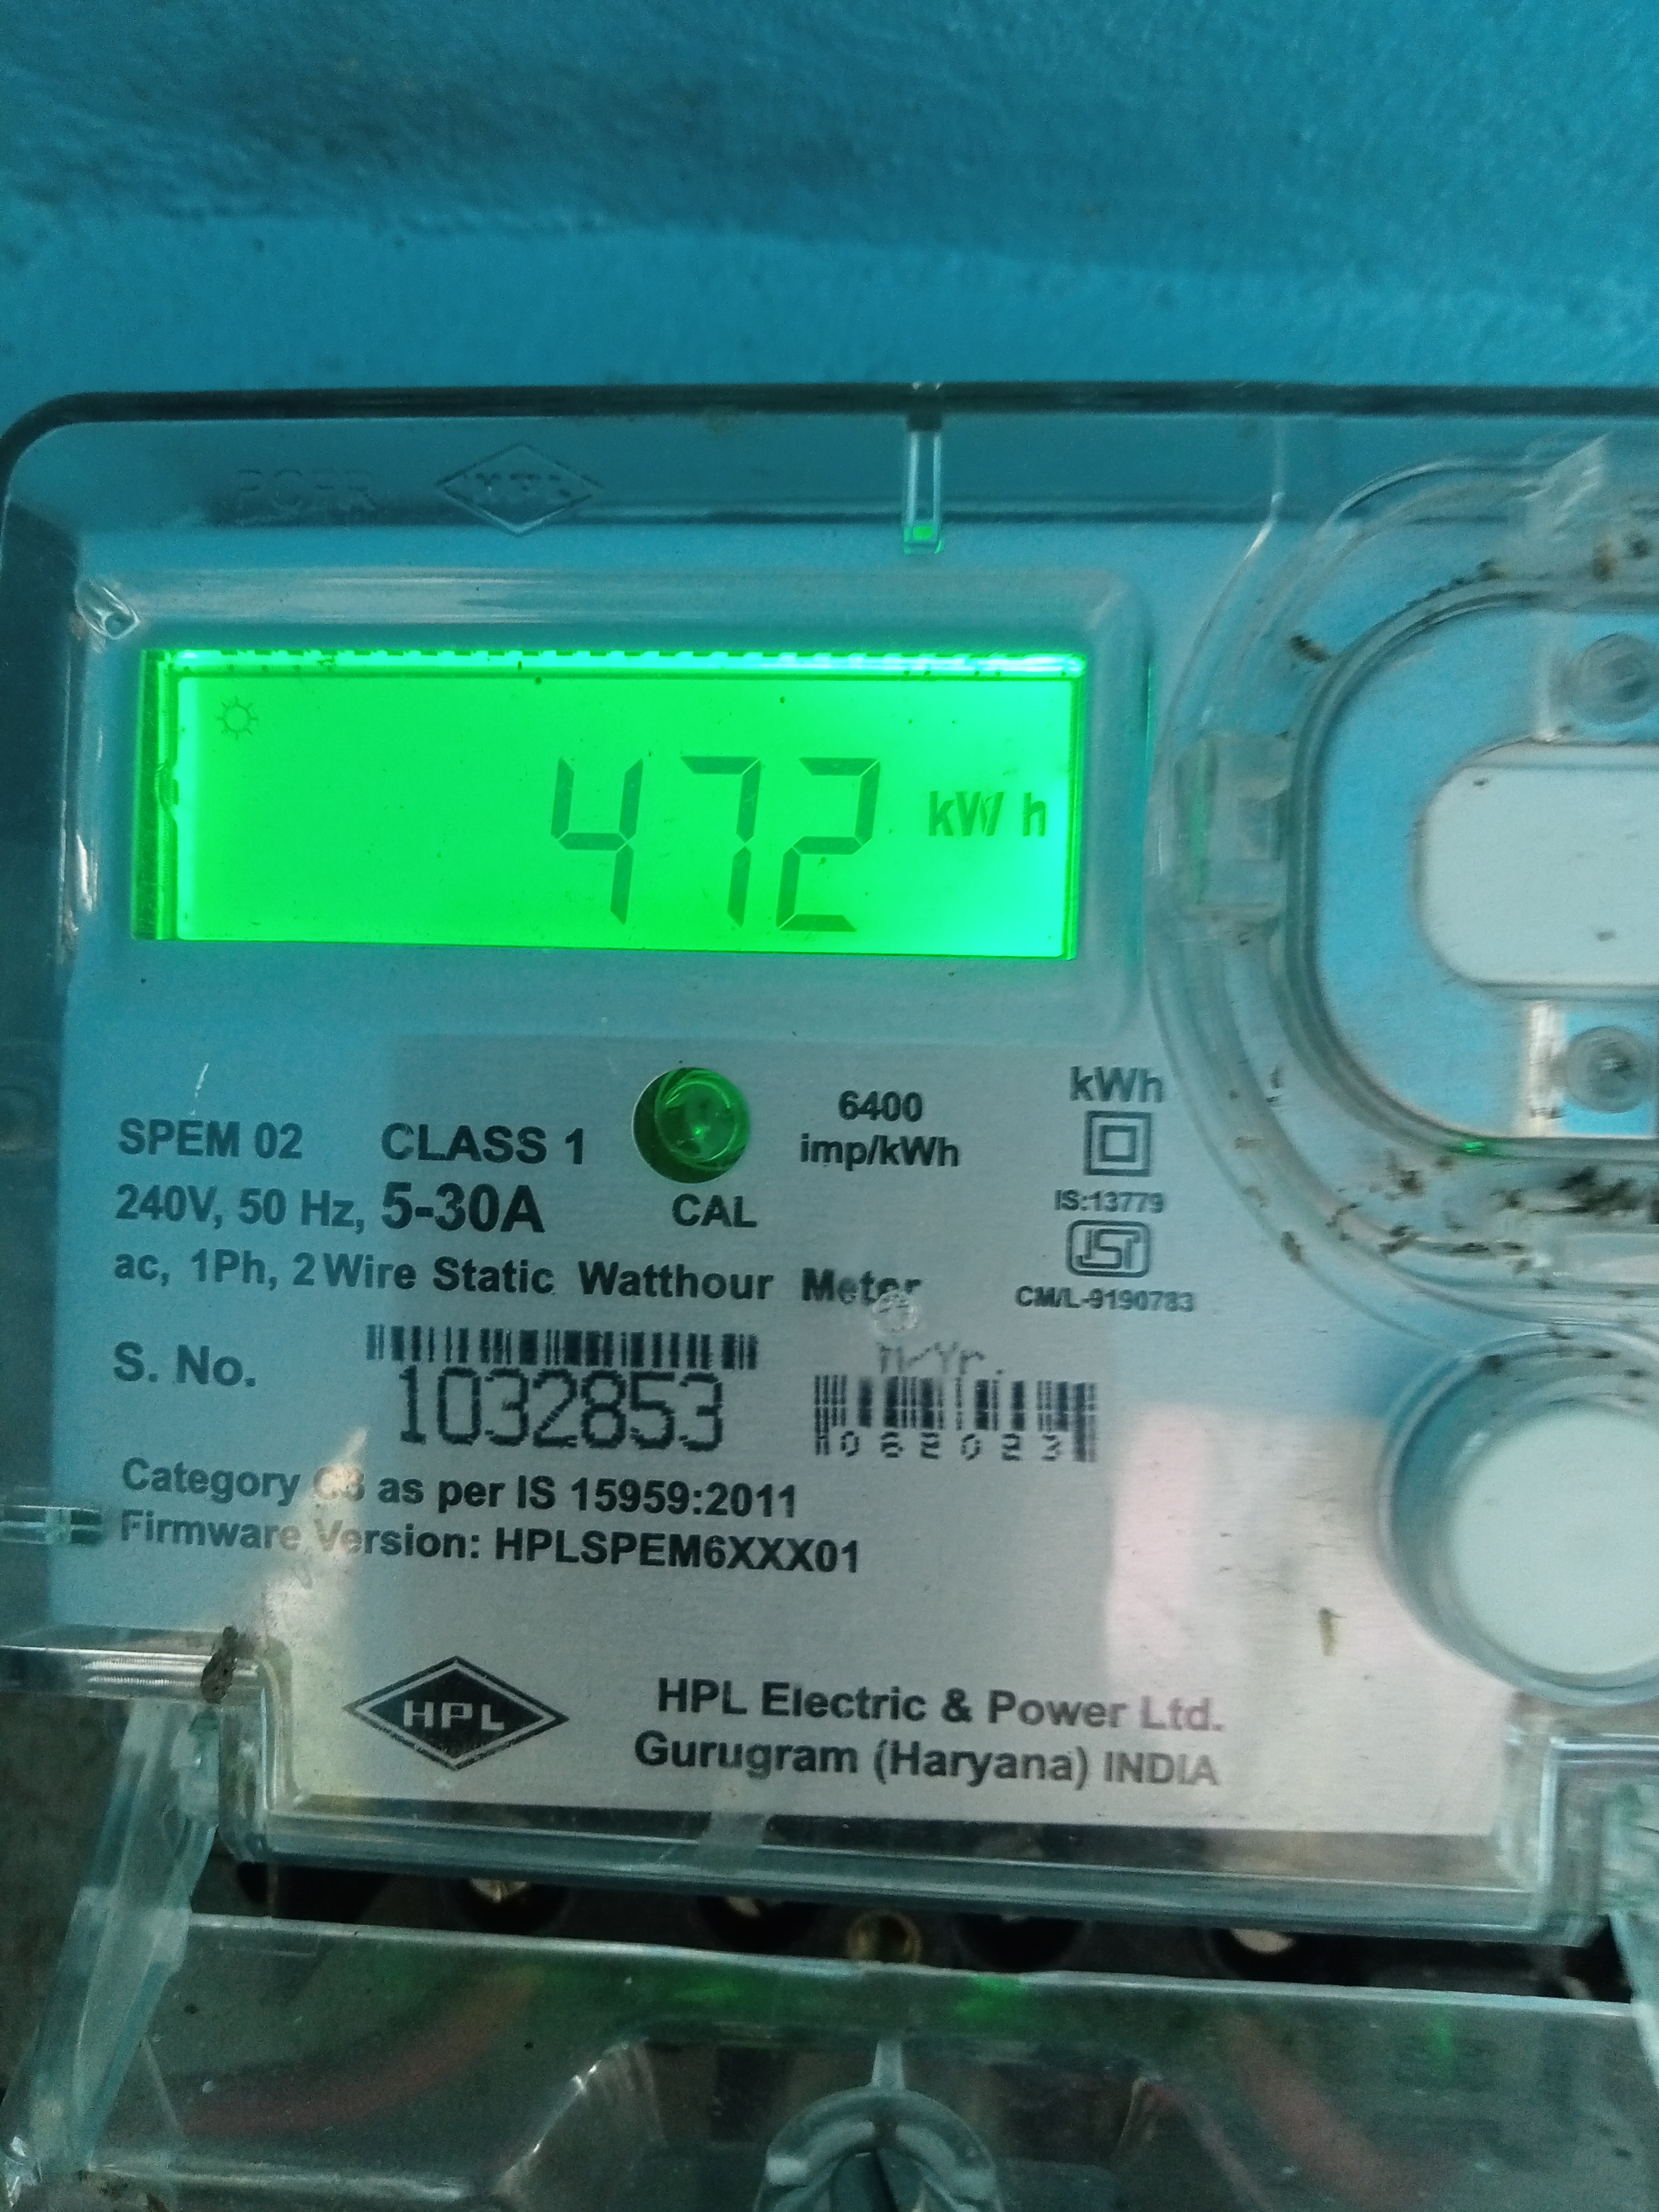 472 kWh
SPEM 02 CLASS 1
6400
imp/kWh
kWh
240V, 50 Hz, 5-30A
CAL
IS:13779
ac, 1Ph, 2 Wire Static Watthour Meter
CM/L-9190783
S. No.
1032853
M/Yr.
062023
Category as per IS 15959:2011
Firmware Version: HPLSPEM6XXX01
HPL
HPL Electric & Power Ltd.
Gurugram (Haryana) INDIA